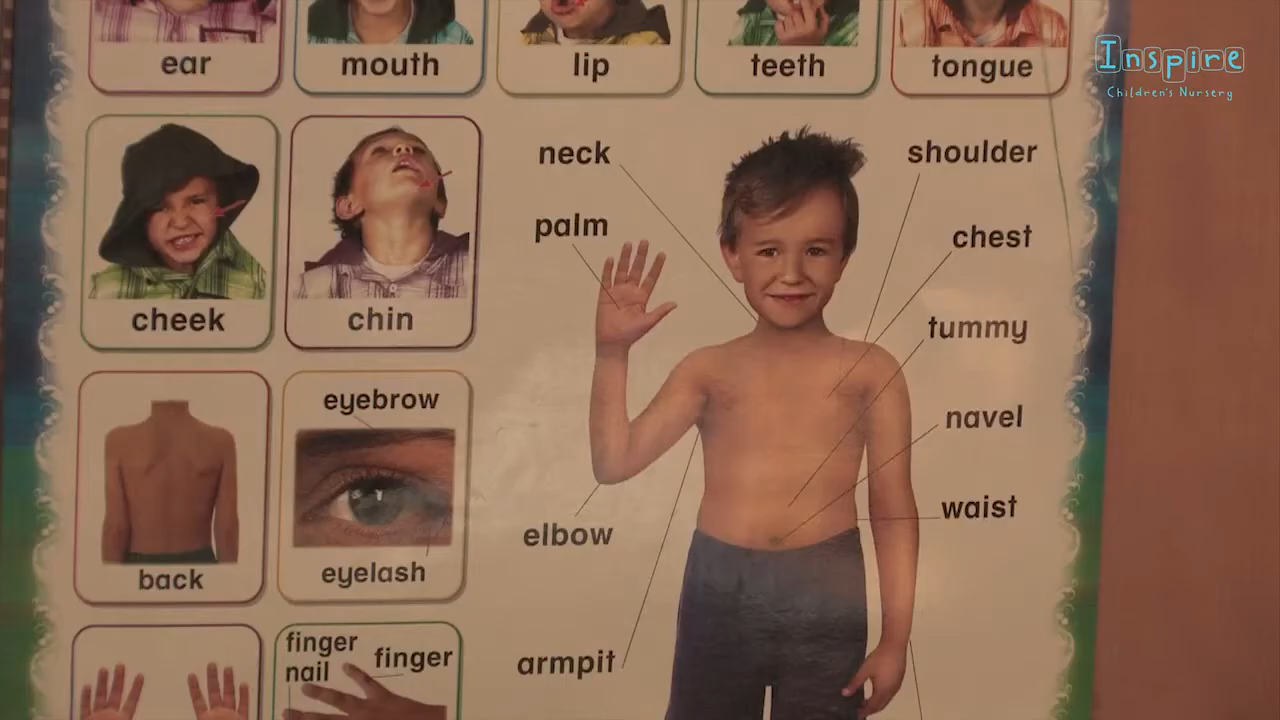 ear
mouth
lip
teeth
tongue
Inspire
Children's Nursery
cheek
chin
neck
palm
shoulder
chest
tummy
navel
waist
elbow
armpit
back
eyebrow
eyelash
finger
nail
finger